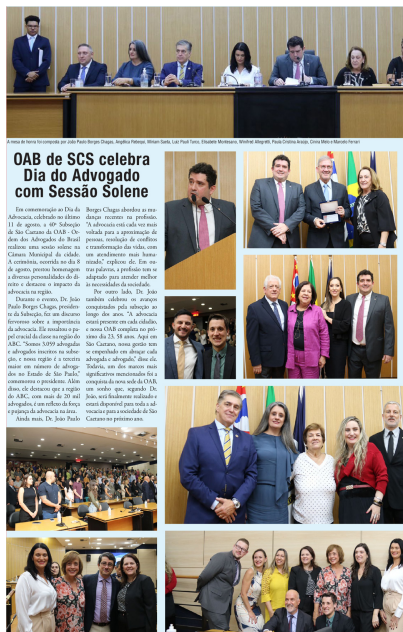 A mesa de honra foi composta por João Paulo Borges Chagas, Angélica Rebequi, Míriam Saeta, Luiz Pauli Turco, Elisabete Montesano, Winifred Allegretti, Paula Cristina Araújo, Cintra Melo e Marcelo Ferrari
OAB de SCS celebra
Dia do Advogado
com Sessão Solene
Em comemoração ao Dia da
Advocacia, celebrado no último
11 de agosto, a 40ª Subseção
de São Caetano da OAB - Or-
dem dos Advogados do Brasil
realizou uma sessão solene na
Câmara Municipal da cidade.
A cerimônia, ocorrida no dia 8
de agosto, prestou homenagem
a diversas personalidades do di-
reito e destacou o impacto da
advocacia na região.
Durante o evento, Dr. João
Paulo Borges Chagas, presiden-
te da Subseção, fez um discurso
fervoroso sobre a importância
da advocacia. Ele ressaltou o pa-
pel crucial da classe na região do
ABC. "Somos 3.059 advogadas
e advogados inscritos na subse-
ção, e nossa região é a terceira
maior em número de advoga-
dos no Estado de São Paulo,"
comemorou o presidente. Além
disso, ele destacou que a região
do ABC, com mais de 20 mil
advogados, é um reflexo da força
e pujança da advocacia na área.
Ainda mais, Dr. João Paulo
Borges Chagas abordou as mu-
danças recentes na profissão.
"A advocacia está cada vez mais
voltada para a aproximação de
pessoas, resolução de conflitos
e transformação das vidas, com
um atendimento mais huma-
nizado," explicou ele. Em ou-
tras palavras, a profissão tem se
adaptado para atender melhor
às necessidades da sociedade.
Por outro lado, Dr. João
também celebrou os avanços
conquistados pela subseção ao
longo dos anos. "A advocacia
estará presente em cada cidadão,
e nossa OAB completa no pró-
ximo dia 23, 58 anos. Aqui em
São Caetano, nossa gestão tem
se empenhado em abraçar cada
advogada e advogado," disse ele.
Todavia, um dos marcos mais
significativos mencionados foi a
conquista da nova sede da OAB,
um sonho que, segundo Dr.
João, será finalmente realizado e
estará disponível para toda a ad-
vocacia e para a sociedade de São
Caetano no próximo ano.